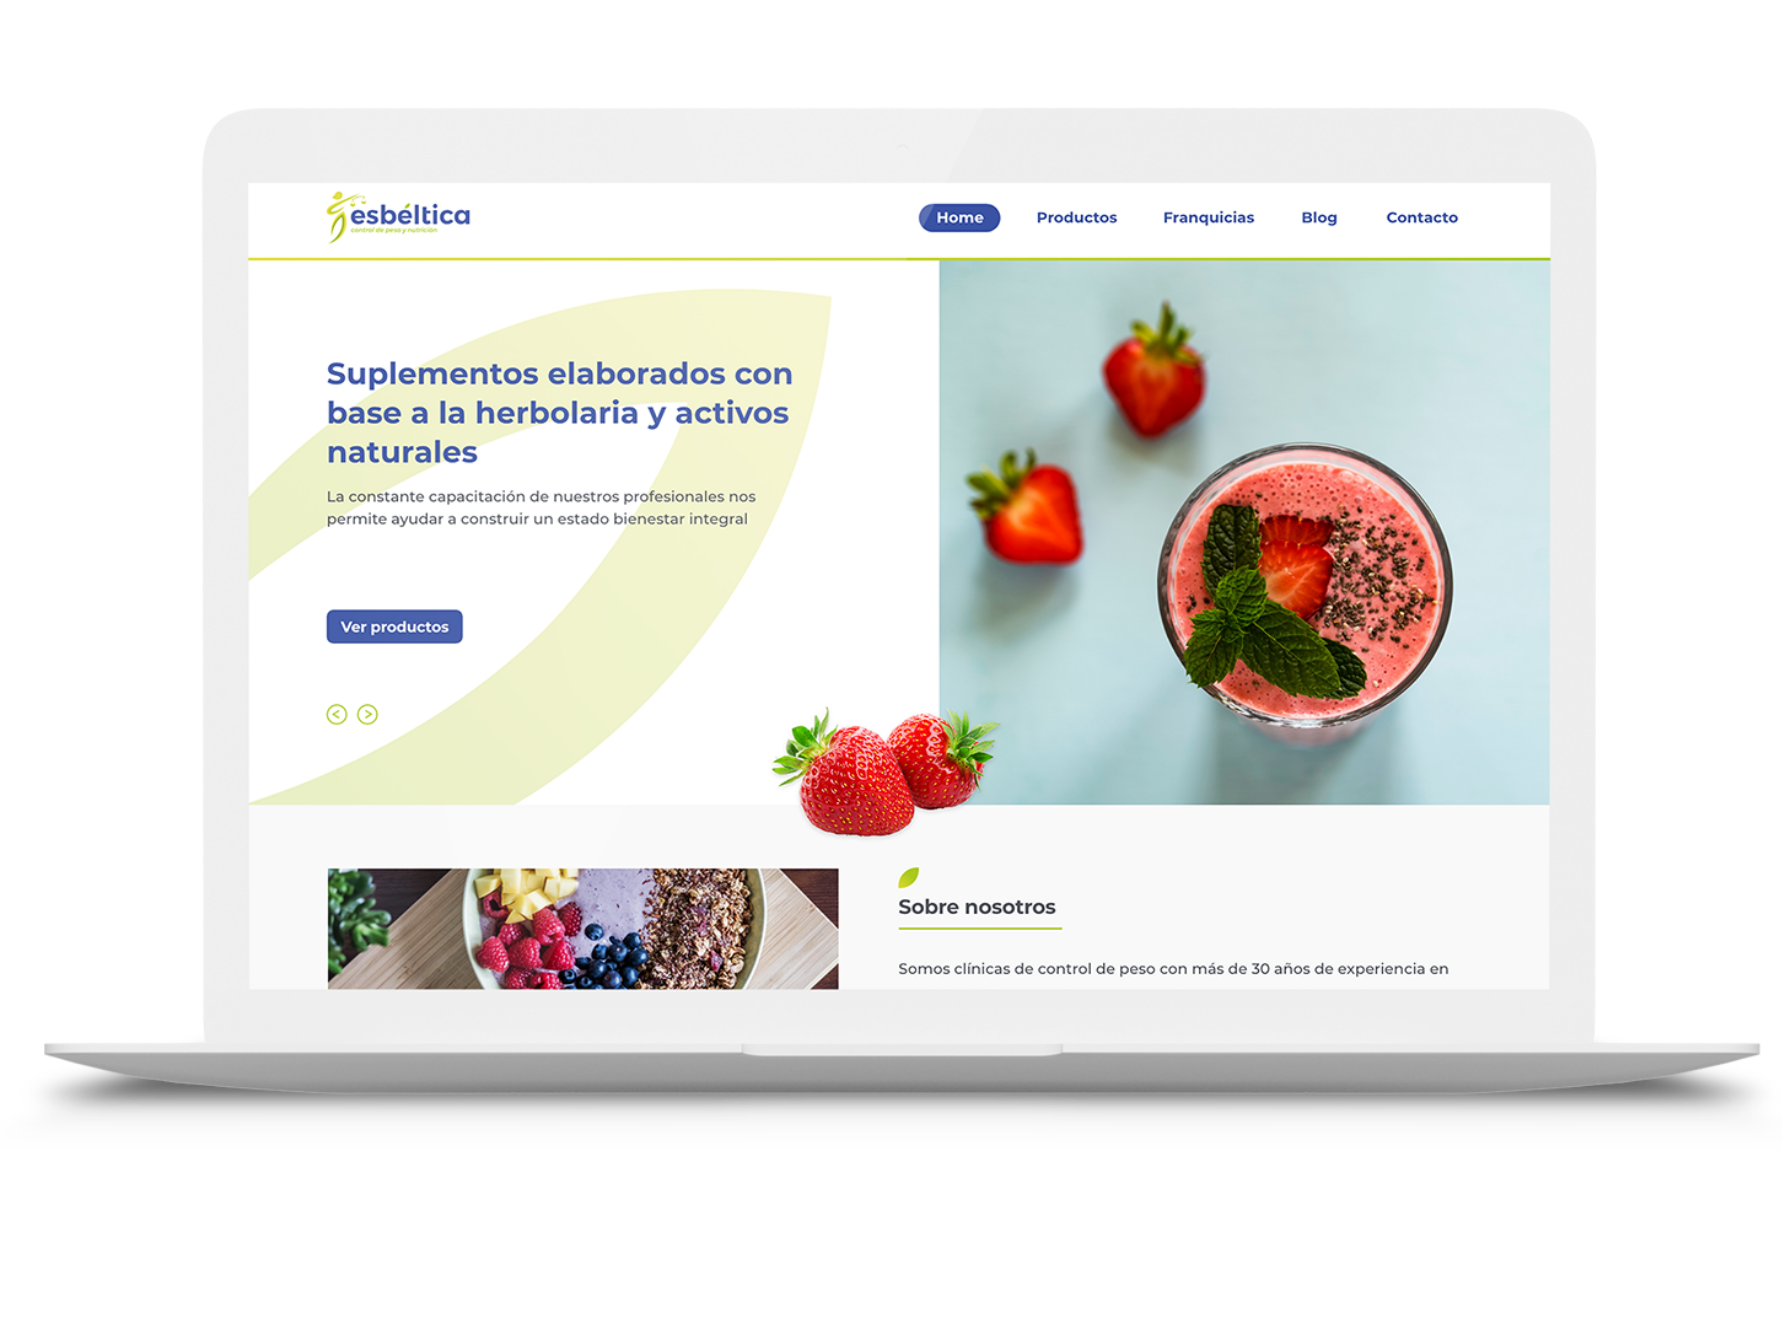 esbéltica
control de peso y nutrición
Home
Productos
Franquicias
Blog
Contacto
Suplementos elaborados con
base a la herbolaria y activos
naturales
La constante capacitación de nuestros profesionales nos
permite ayudar a construir un estado bienestar integral
Ver productos
Sobre nosotros
Somos clínicas de control de peso con más de 30 años de experiencia en